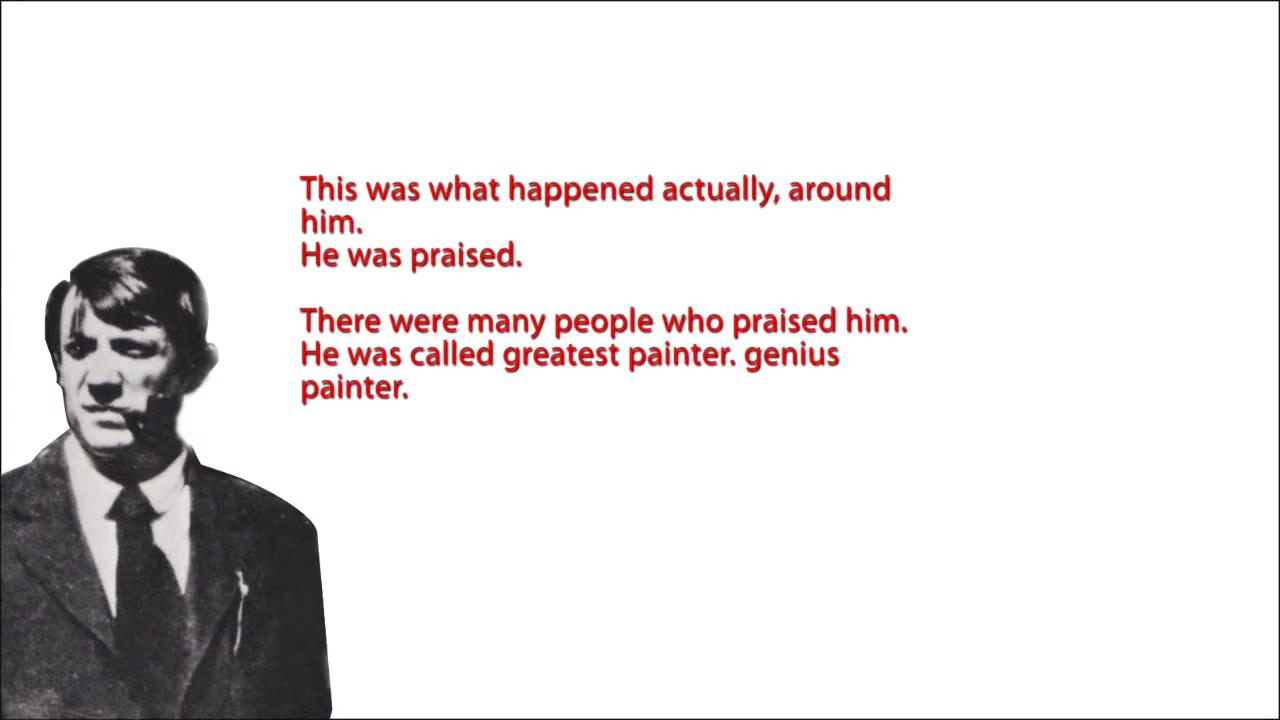 This was what happened actually, around
him.
He was praised.
There were many people who praised him.
He was called greatest painter. genius
painter.